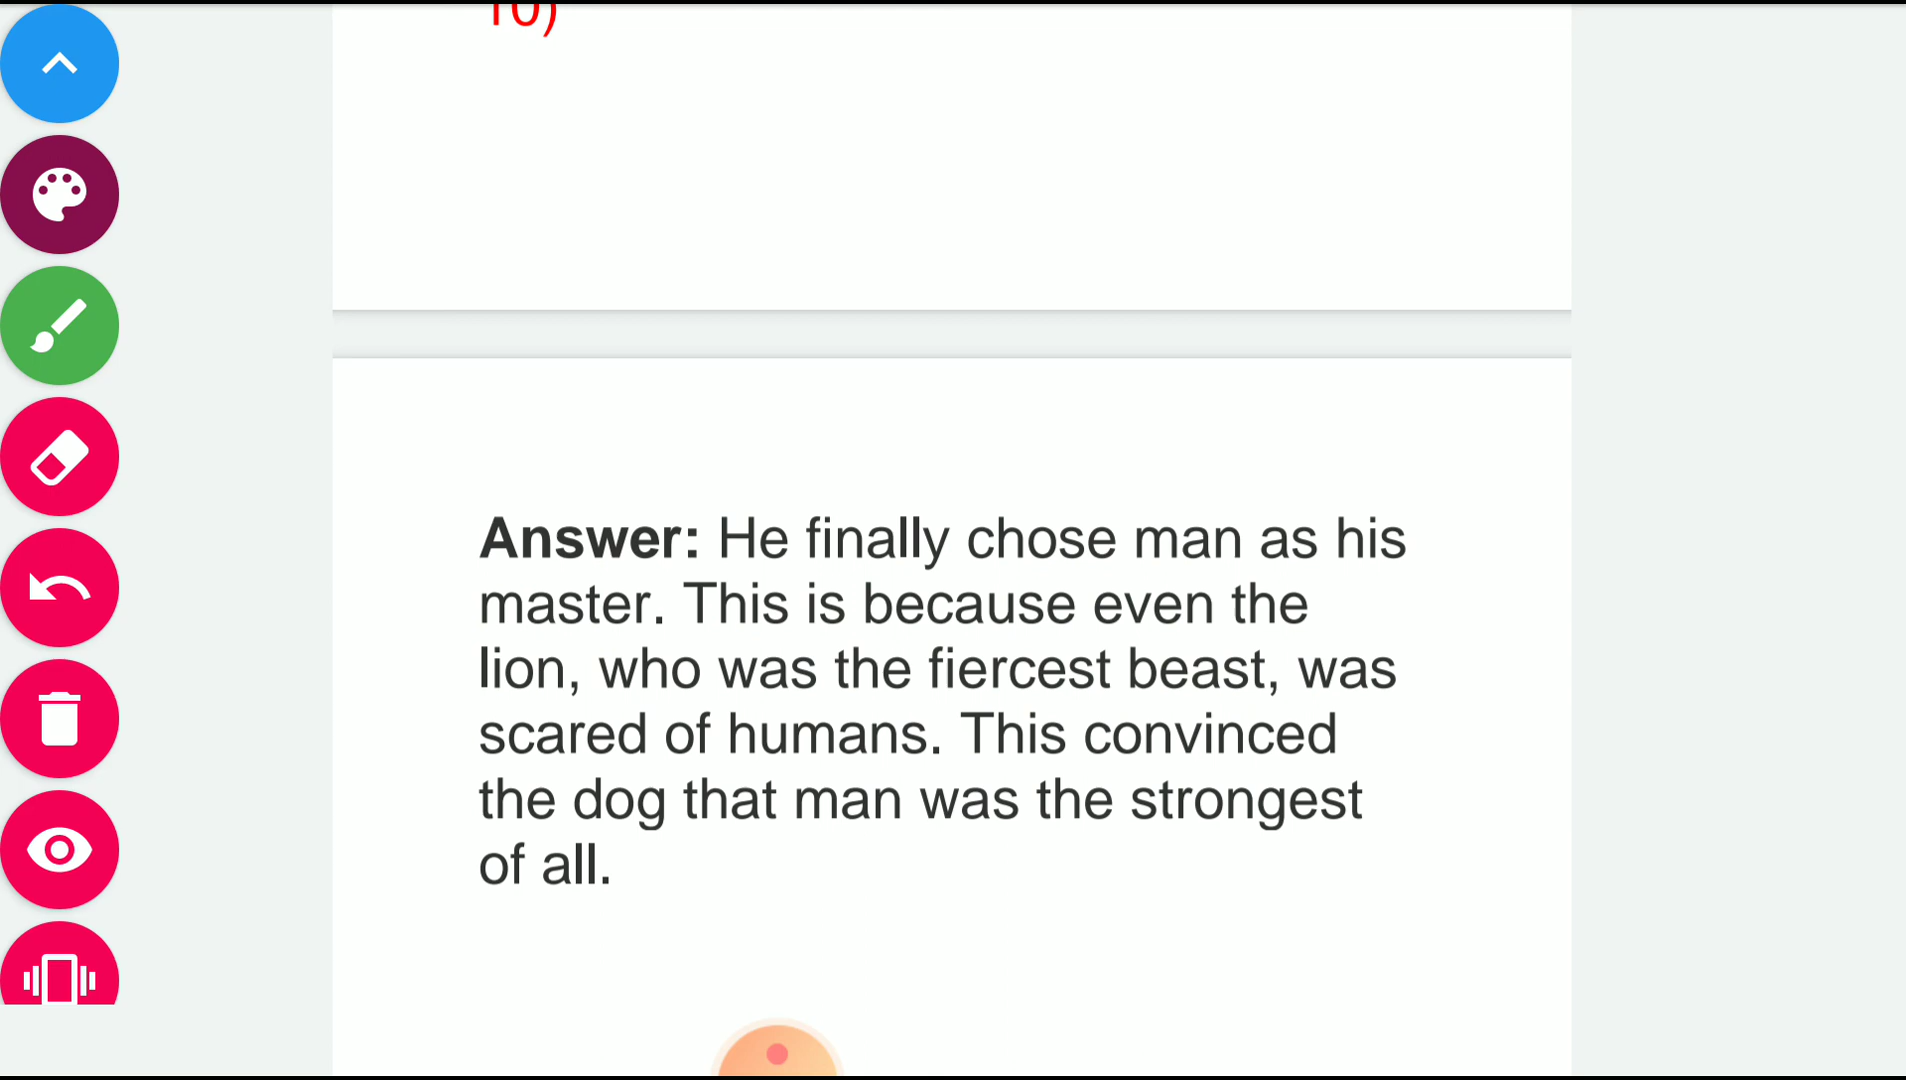 10)
Answer: He finally chose man as his
master. This is because even the
lion, who was the fiercest beast, was
scared of humans. This convinced
the dog that man was the strongest
of all.